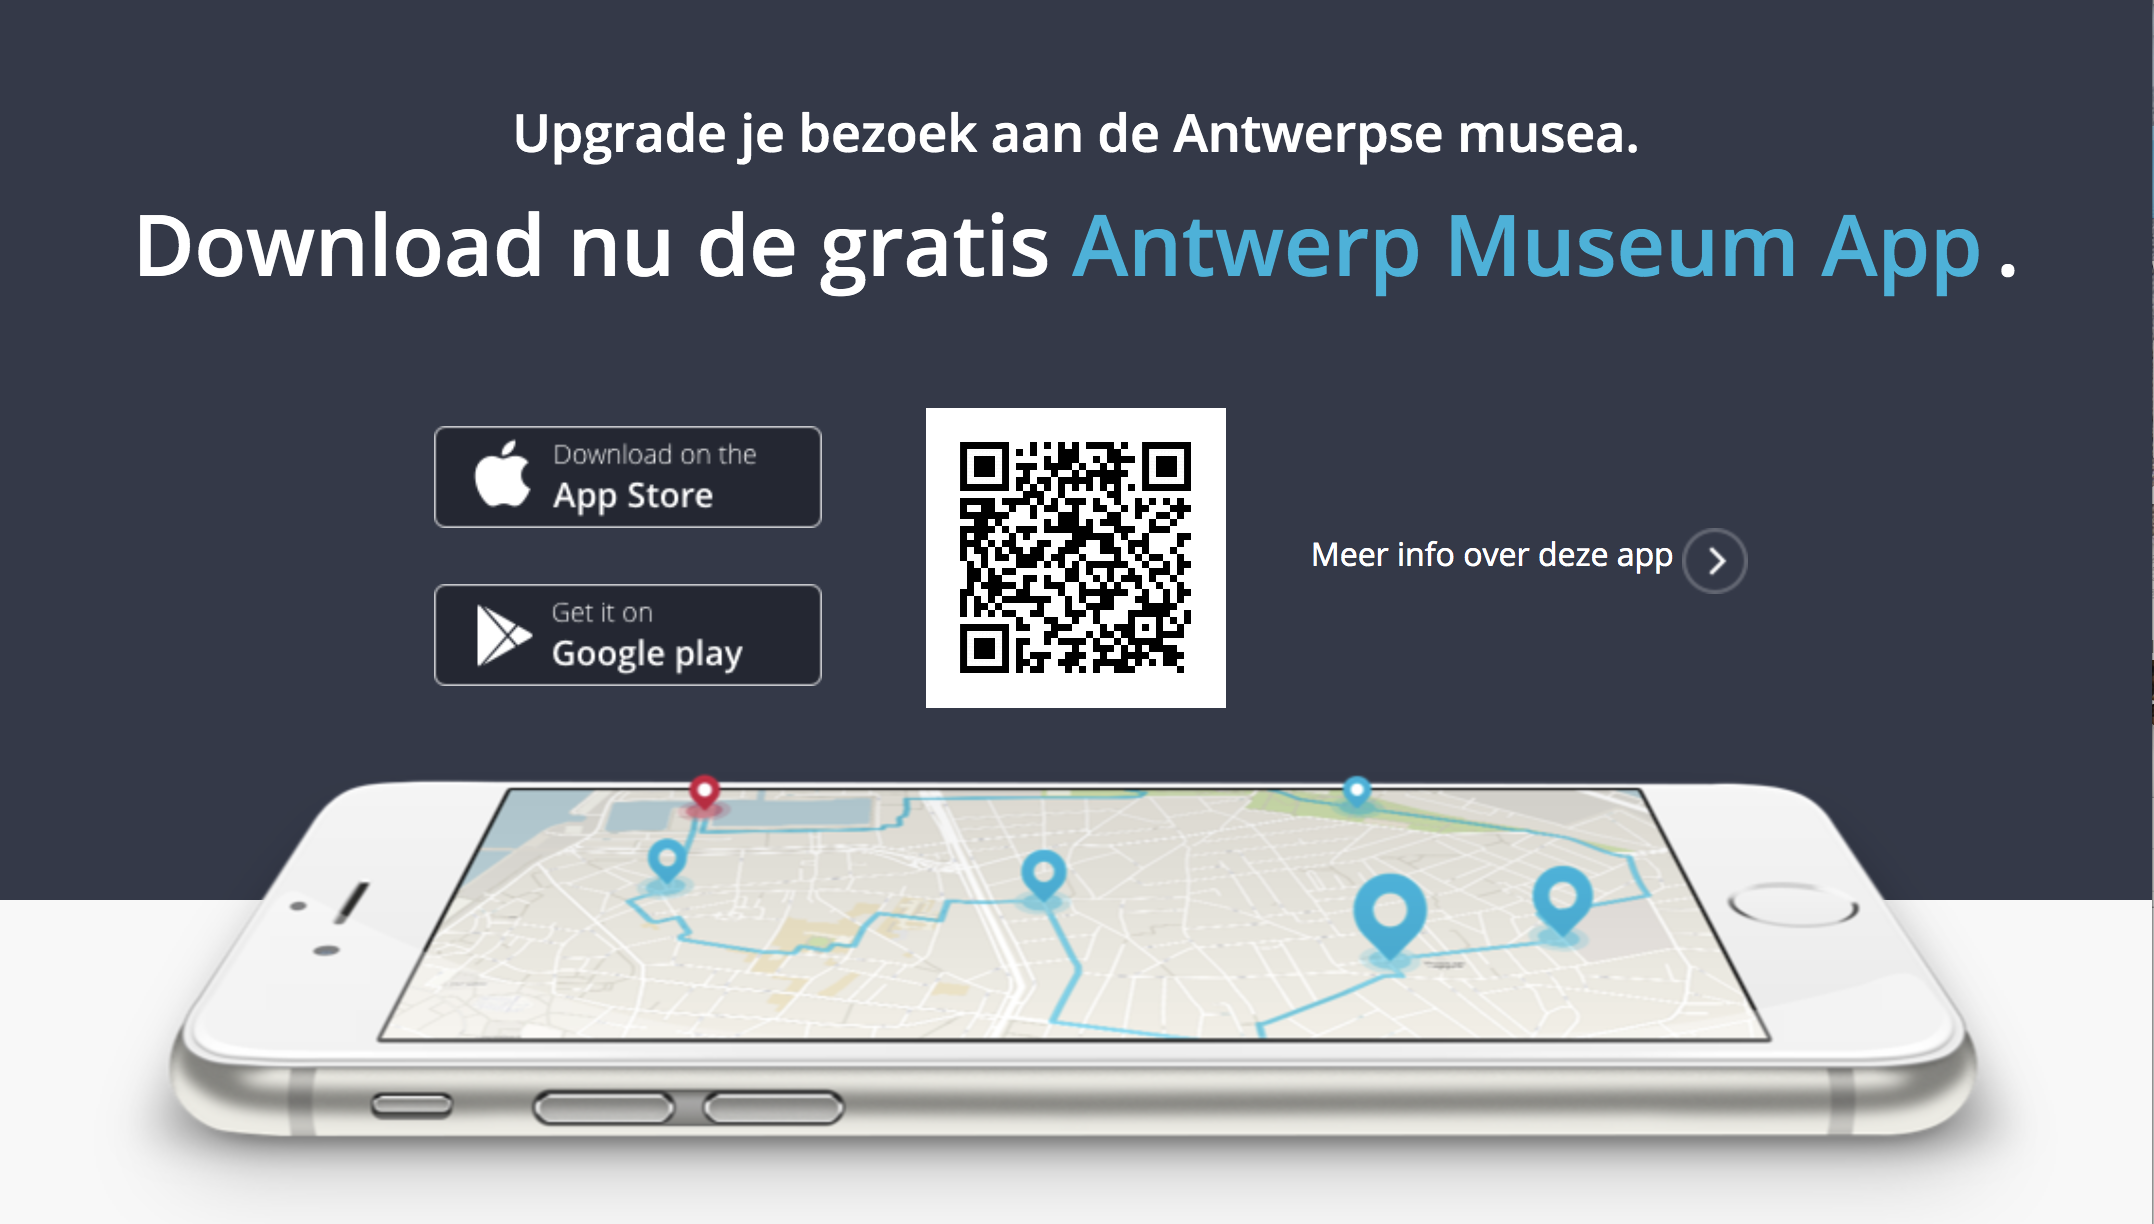 Upgrade je bezoek aan de Antwerpse musea.
Download nu de gratis Antwerp Museum App .
Download on the
App Store
Get it on
Google play
Meer info over deze app